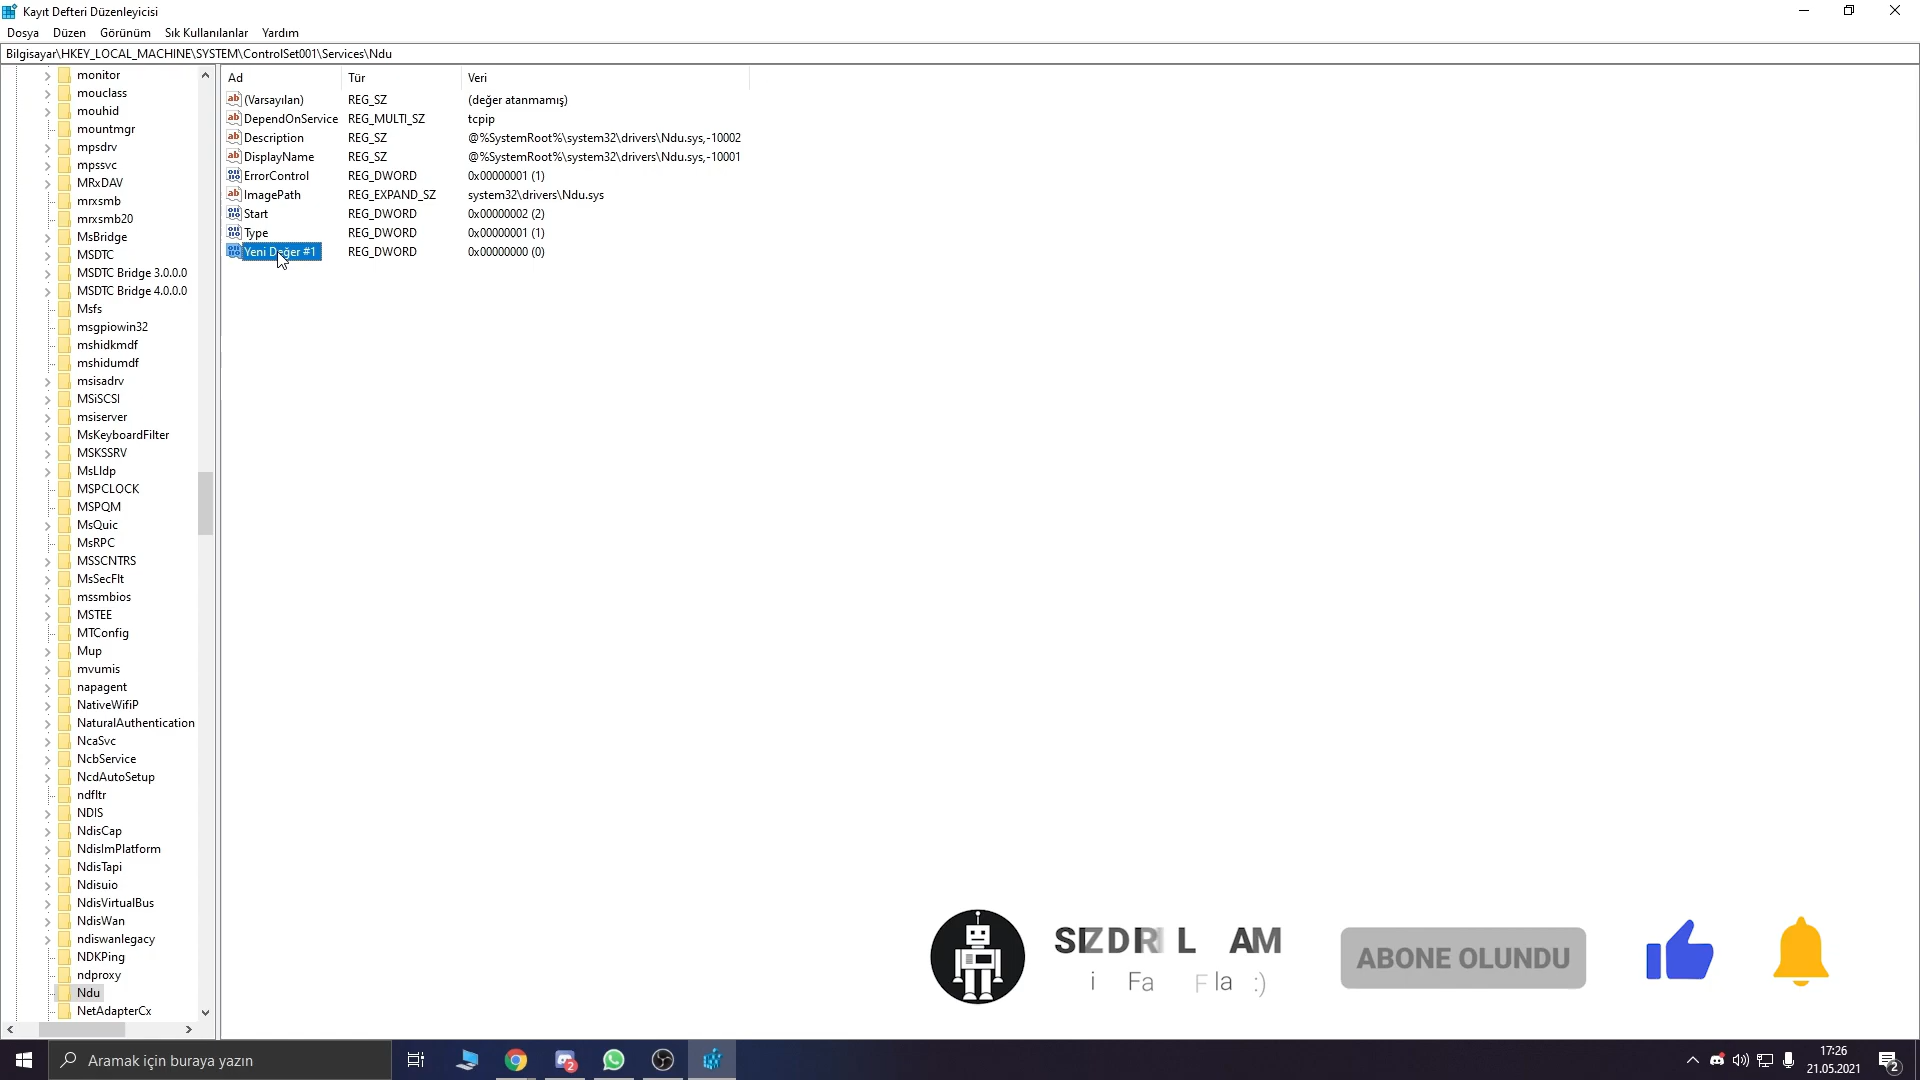 Kayıt Defteri Düzenleyicisi
Dosya Düzen Görünüm Sık Kullanılanlar Yardım
Bilgisayar\HKEY_LOCAL_MACHINE\SYSTEM\ControlSet001\Services\Ndu
monitor
mouclass
mouhid
mountmgr
mpsdrv
mpssvc
MRxDAV
mrxsmb
mrxsmb20
MsBridge
MSDTC
MSDTC Bridge 3.0.0.0
MSDTC Bridge 4.0.0.0
Msfs
msgpiowin32
mshidkmdf
mshidumdf
msisadrv
MSiSCSI
msiserver
MsKeyboardFilter
MSKSSRV
MsLldp
MSPCLOCK
MSPQM
MsQuic
MsRPC
MSSCNTRS
MsSecFlt
mssmbios
MSTEE
MTConfig
Mup
mvumis
napagent
NativeWifiP
NaturalAuthentication
NcaSvc
NcbService
NcdAutoSetup
ndfltr
NDIS
NdisCap
NdisImPlatform
NdisTapi
Ndisuio
NdisVirtualBus
NdisWan
ndiswanlegacy
NDKPing
ndproxy
Ndu
NetAdapterCx
Ad Tür Veri
(Varsayılan) REG_SZ (değer atanmamış)
DependOnService REG_MULTI_SZ tcpip
Description REG_SZ @%SystemRoot%\system32\drivers\Ndu.sys,-10002
DisplayName REG_SZ @%SystemRoot%\system32\drivers\Ndu.sys,-10001
ErrorControl REG_DWORD 0x00000001 (1)
ImagePath REG_EXPAND_SZ system32\drivers\Ndu.sys
Start REG_DWORD 0x00000002 (2)
Type REG_DWORD 0x00000001 (1)
Yeni Değer #1 REG_DWORD 0x00000000 (0)
ABONE OLUNDU
Aramak için buraya yazın
2
17:26
21.05.2021
2